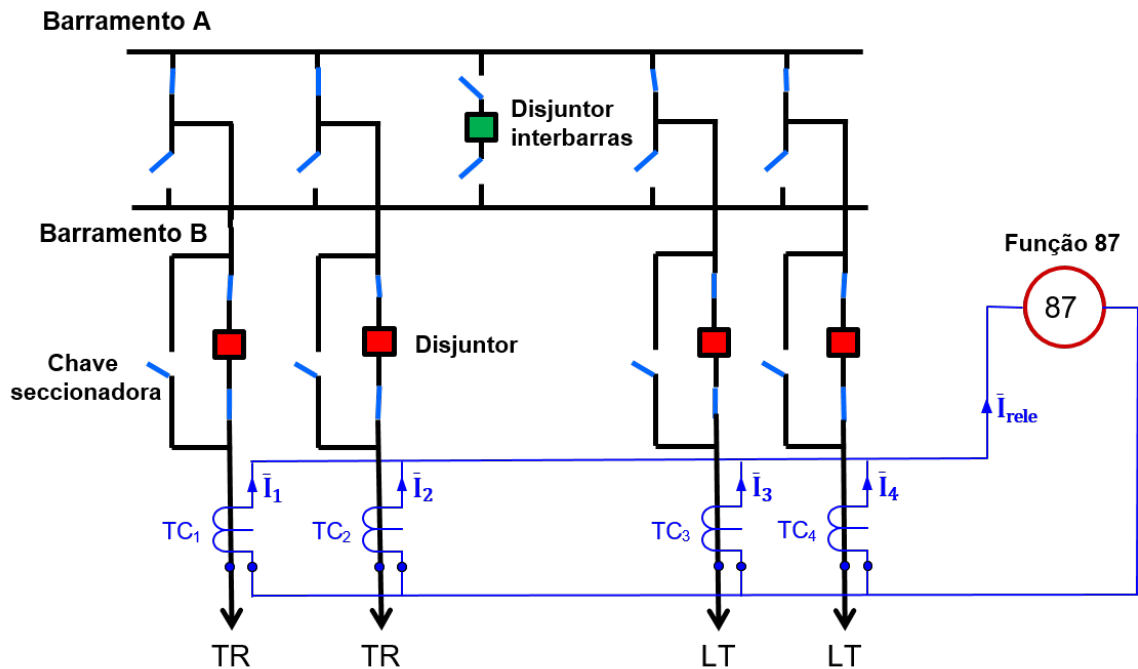 Barramento A
Disjuntor
interbarras
Barramento B
Função 87
87
Chave
seccionadora
Disjuntor
Īrele
Ī1
Ī2
Ī3
Ī4
TC1
TC2
TC3
TC4
TR
TR
LT
LT